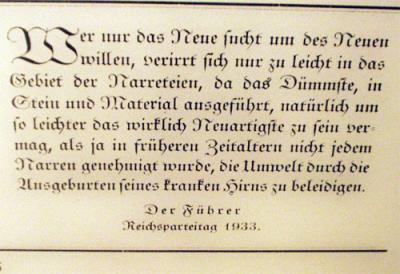 Wer nur das Neue sucht um des Neuen
willen, verirrt sich nur zu leicht in das
Gebiet der Narreteien, da das Dümmste, in
Stein und Material ausgeführt, natürlich um
so leichter das wirklich Neuartigste zu sein ver-
mag, als ja in früheren Zeitaltern nicht jedem
Narren genehmigt wurde, die Umwelt durch die
Ausgeburten seines kranken Hirns zu beleidigen.
Der Führer
Reichsparteitag 1933.